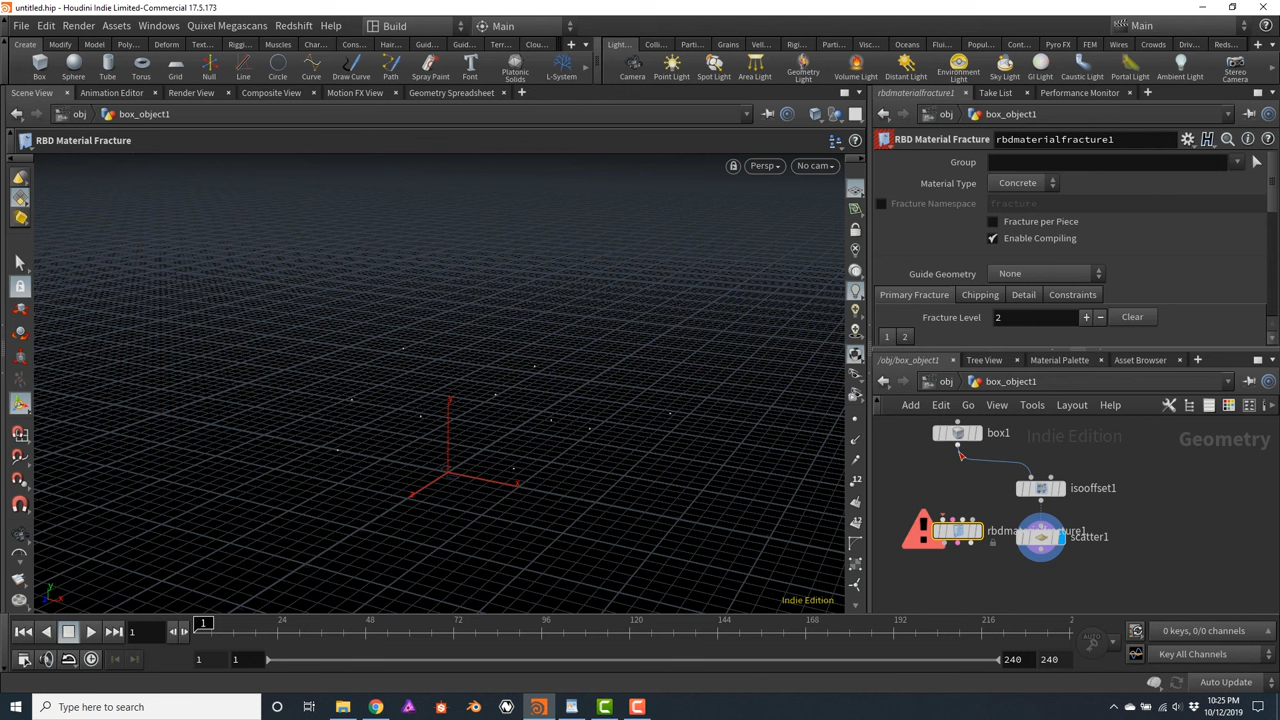 untitled.hip - Houdini Indie Limited-Commercial 17.5.173
File Edit Render Assets Windows Quixel Megascans Redshift Help Build Main Main
Create Modify Model Poly... Deform Text... Riggi... Muscles Char... Cons... Hair... Guid... Guid... Terr... Clou...
Light... Colli... Parti... Grains Vell... Rigi... Parti... Visc... Oceans Flui... Popul... Cont... Pyro FX FEM Wires Crowds Driv... Reds...
Box Sphere Tube Torus Grid Null Line Circle Curve Draw Curve Path Spray Paint Font Platonic Solids L-System
Camera Point Light Spot Light Area Light Geometry Light Volume Light Distant Light Environment Light Sky Light GI Light Caustic Light Portal Light Ambient Light Stereo Camera
Scene View Animation Editor Render View Composite View Motion FX View Geometry Spreadsheet
rbdmaterialfracture1 Take List Performance Monitor
obj box_object1
obj box_object1
RBD Material Fracture
RBD Material Fracture rbdmaterialfracture1
Persp No cam
Group
Material Type Concrete
Fracture Namespace fracture
Fracture per Piece
Enable Compiling
Guide Geometry None
Primary Fracture Chipping Detail Constraints
Fracture Level 2 Clear
1 2
/obj/box_object1 Tree View Material Palette Asset Browser
obj box_object1
Add Edit Go View Tools Layout Help
Indie Edition Geometry
box1
isooffset1
scatter1
y
x
z
12
12
y
x
z
Indie Edition
1 1 24 48 72 96 120 144 168 192 216 2
1 1 240 240
AUTO
0 keys, 0/0 channels
Key All Channels
Auto Update
Type here to search
10:25 PM
10/12/2019